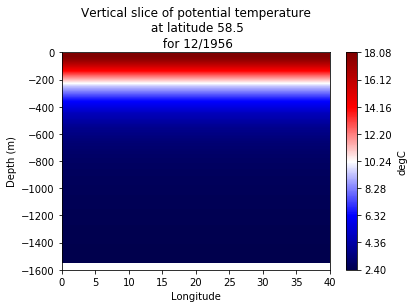 Vertical slice of potential temperature
at latitude 58.5
for 12/1956
0
−200
−400
−600
−800
−1000
−1200
−1400
−1600
Depth (m)
0 5 10 15 20 25 30 35 40
Longitude
18.08
16.12
14.16
12.20
10.24
8.28
6.32
4.36
2.40
degC